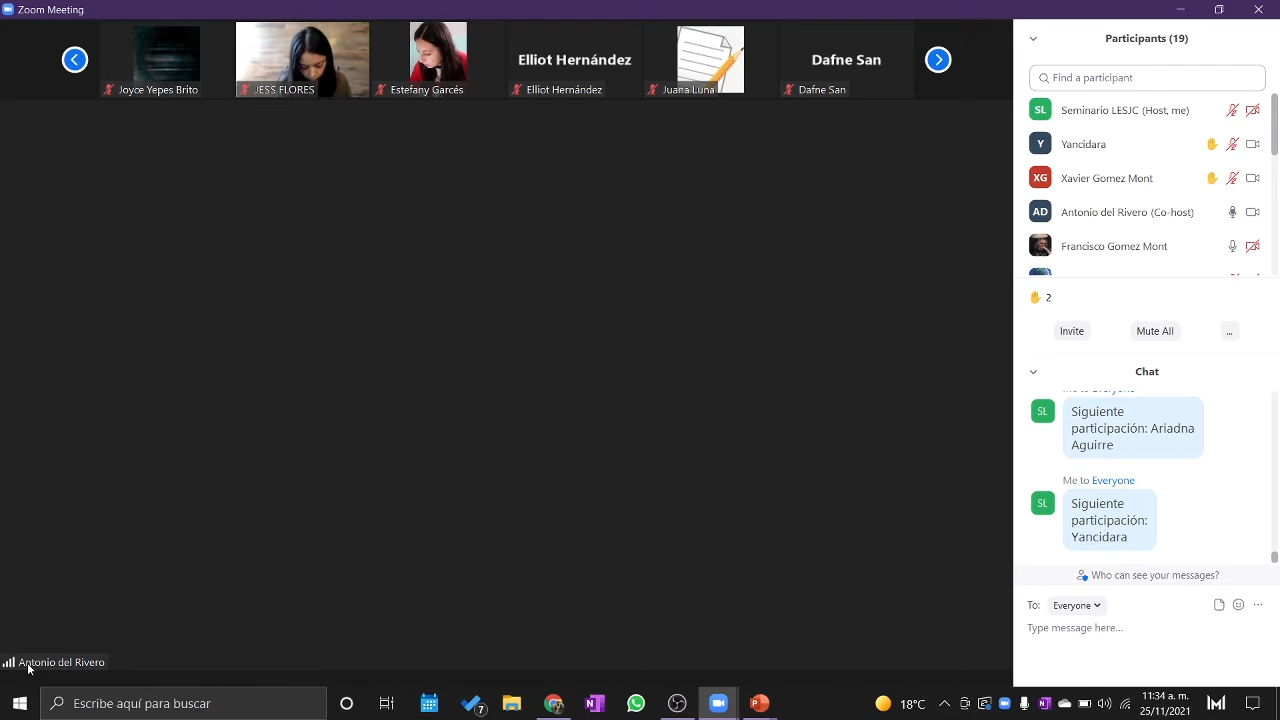 Zoom Meeting
Joyce Yepes Brito
JESS FLORES
Estefany Garcés
Elliot Hernández
Elliot Hernández
Juana Luna
Dafne San
Dafne San
Participants (19)
Find a participant
SL Seminario LESJC (Host, me)
Y Yancidara
XG Xavier Gomez Mont
AD Antonio del Rivero (Co-host)
Francisco Gomez Mont
2
Invite Mute All ...
Chat
Me to Everyone
SL
Siguiente
participación: Ariadna
Aguirre
Me to Everyone
SL
Siguiente
participación:
Yancidara
Who can see your messages?
To: Everyone
Type message here...
Antonio del Rivero
Escribe aquí para buscar
7
18°C
11:34 a. m.
25/11/2021